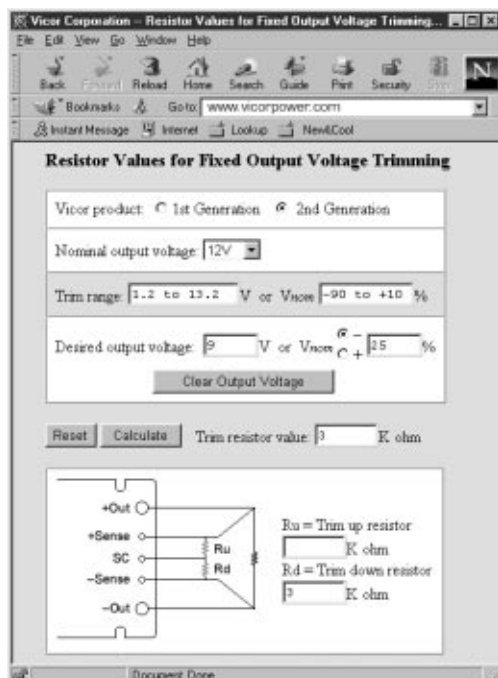 Vicor Corporation – Resistor Values for Fixed Output Voltage Trimming...
File Edit View Go Window Help
Back Forward Reload Home Search Guide Print Security Stop
N
Bookmarks Go to: www.vicorpower.com
Instant Message Internet Lookup New&Cool
Resistor Values for Fixed Output Voltage Trimming
Vicor product: 1st Generation 2nd Generation
Nominal output voltage: 12V
Trim range: 1.2 to 13.2 V or Vnom -90 to +10 %
Desired output voltage: 9 V or Vnom − + 25 %
Clear Output Voltage
Reset Calculate Trim resistor value: 3 K ohm
+Out
+Sense
SC
–Sense
–Out
Ru
Rd
Ru = Trim up resistor
K ohm
Rd = Trim down resistor
3 K ohm
Document Done